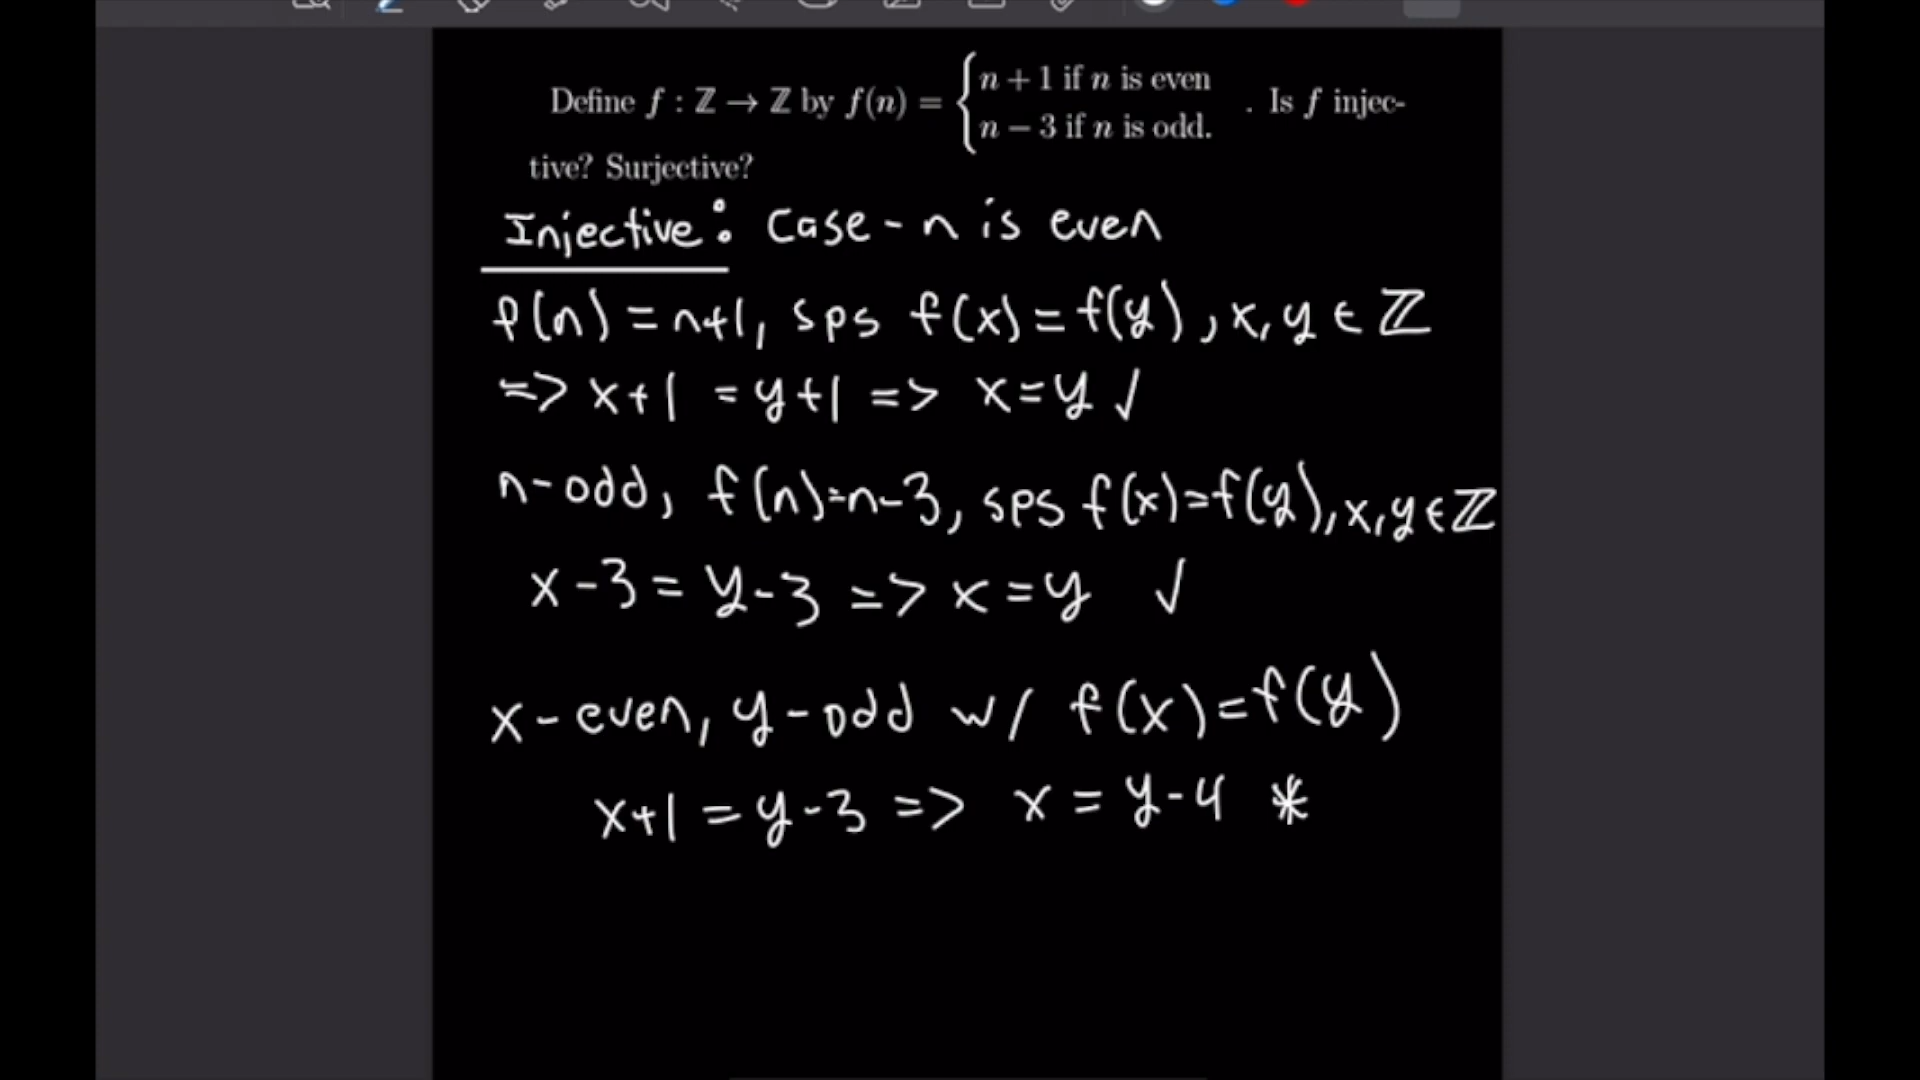 Define f : ℤ → ℤ by f(n) = { n + 1 if n is even
n − 3 if n is odd. . Is f injec-
tive? Surjective?
Injective: Case - n is even
f(n) = n+1, sps f(x) = f(y), x, y ∈ ℤ
=> x+1 = y+1 => x=y ✓
n-odd, f(n)=n-3, sps f(x)=f(y), x, y ∈ ℤ
x-3 = y-3 => x=y ✓
x-even, y-odd w/ f(x)=f(y)
x+1 = y-3 => x = y-4 *